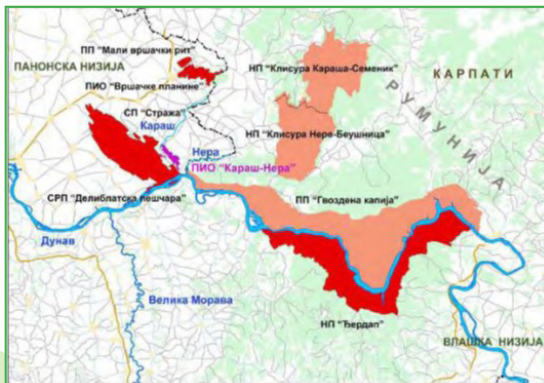 ПП "Мали вршачки рит"
ПАНОНСКА НИЗИЈА
НП "Клисура Караша-Семеник"
КАРПАТИ
ПИО "Вршачке планине"
РУМУНИЈА
СП "Стража"
Караш
НП "Клисура Нере-Беушница"
Нера
ПИО "Караш-Нера"
СРП "Делиблатска пешчара"
ПП "Гвоздена капија"
Дунав
Велика Морава
НП "Ђердап"
ВЛАШКА НИЗИЈА